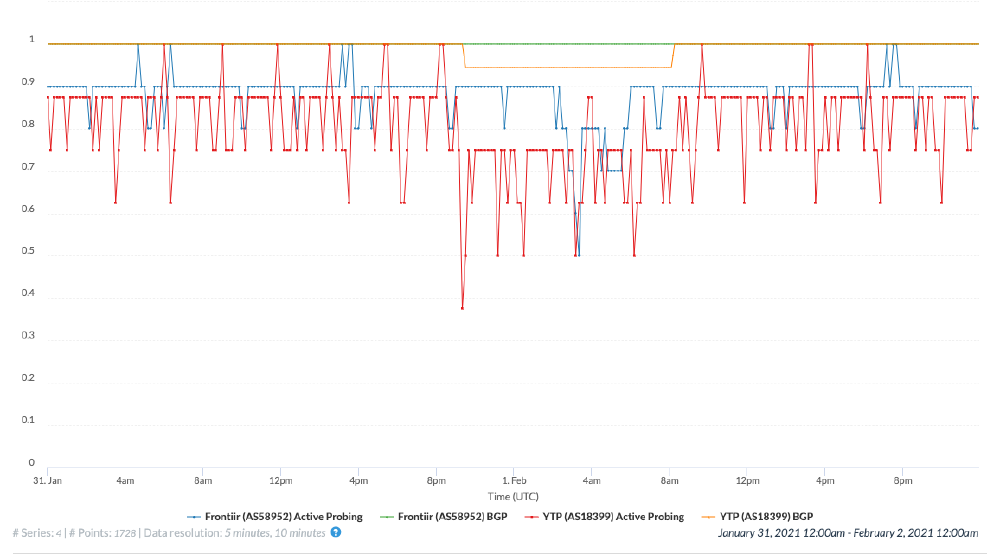 1
0.9
0.8
0.7
0.6
0.5
0.4
0.3
0.2
0.1
0
31. Jan 4am 8am 12pm 4pm 8pm 1. Feb 4am 8am 12pm 4pm 8pm
Time (UTC)
Frontiir (AS58952) Active Probing Frontiir (AS58952) BGP YTP (AS18399) Active Probing YTP (AS18399) BGP
# Series: 4 | # Points: 1728 | Data resolution: 5 minutes, 10 minutes ? January 31, 2021 12:00am - February 2, 2021 12:00am